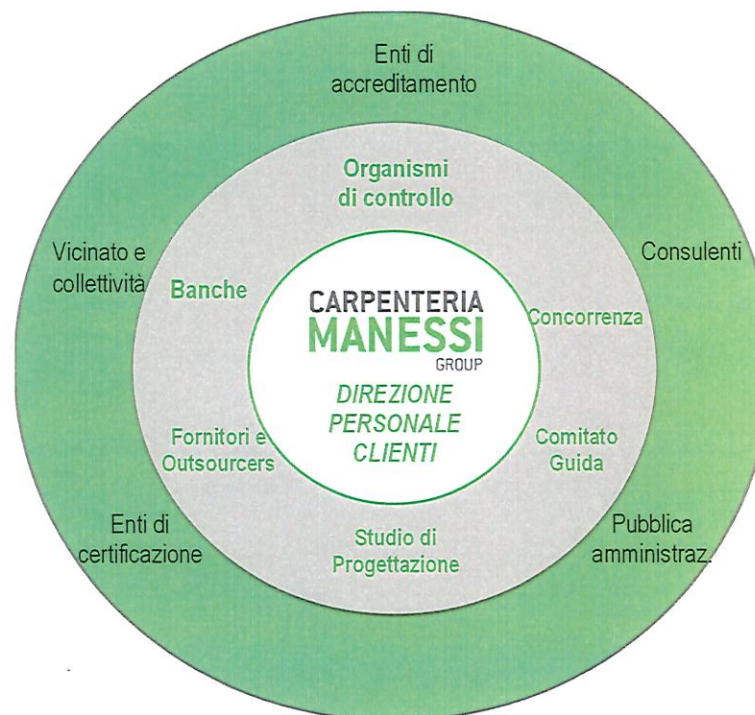 Enti di
accreditamento
Organismi
di controllo
Vicinato e
collettività
Consulenti
Banche
Concorrenza
CARPENTERIA
MANESSI
GROUP
DIREZIONE
PERSONALE
CLIENTI
Fornitori e
Outsourcers
Comitato
Guida
Enti di
certificazione
Studio di
Progettazione
Pubblica
amministraz.